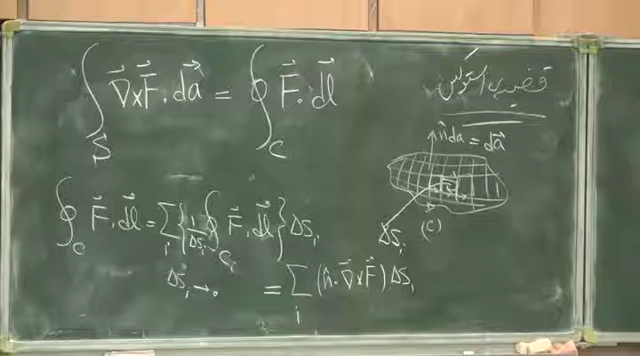 قضیه استوکس
∫_S ∇⃗×F⃗ . da⃗ = ∮_C F⃗ . dl⃗
n̂ da = da⃗
ΔS_i (C)
∮_C F⃗ . dl⃗ = ∑_i { 1/ΔS_i ∮_{C_i} F⃗ . dl⃗ } ΔS_i
ΔS_i → 0 = ∑_i (n̂ . ∇⃗×F⃗) ΔS_i